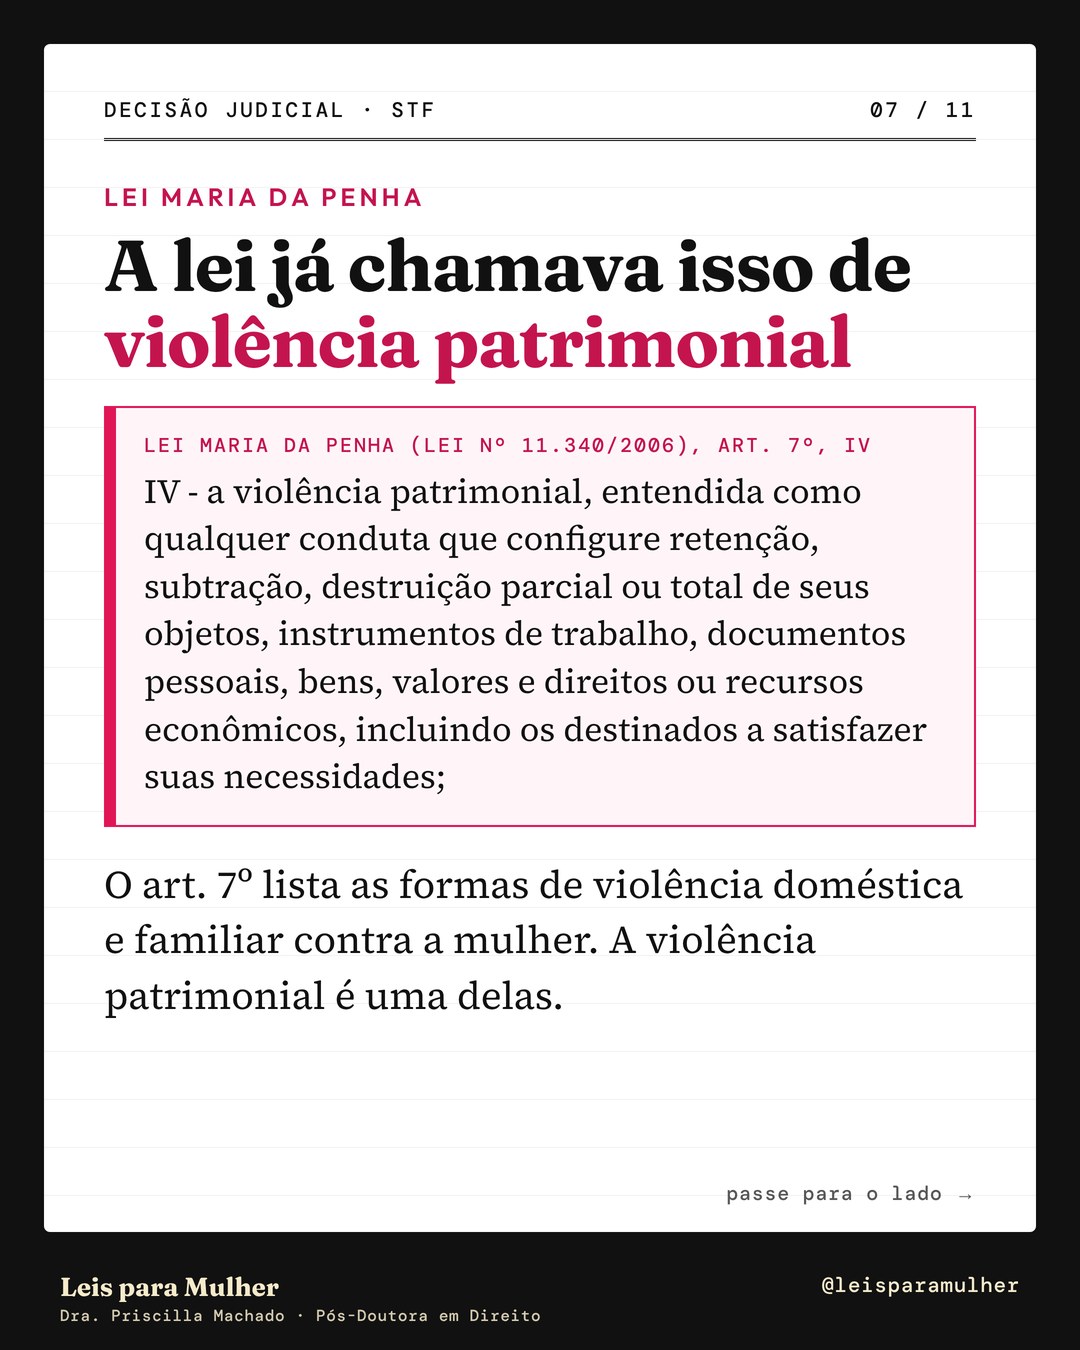 DECISÃO JUDICIAL · STF
07 / 11
LEI MARIA DA PENHA
A lei já chamava isso de
violência patrimonial
LEI MARIA DA PENHA (LEI Nº 11.340/2006), ART. 7º, IV
IV - a violência patrimonial, entendida como
qualquer conduta que configure retenção,
subtração, destruição parcial ou total de seus
objetos, instrumentos de trabalho, documentos
pessoais, bens, valores e direitos ou recursos
econômicos, incluindo os destinados a satisfazer
suas necessidades;
O art. 7º lista as formas de violência doméstica
e familiar contra a mulher. A violência
patrimonial é uma delas.
passe para o lado →
Leis para Mulher
@leisparamulher
Dra. Priscilla Machado · Pós-Doutora em Direito